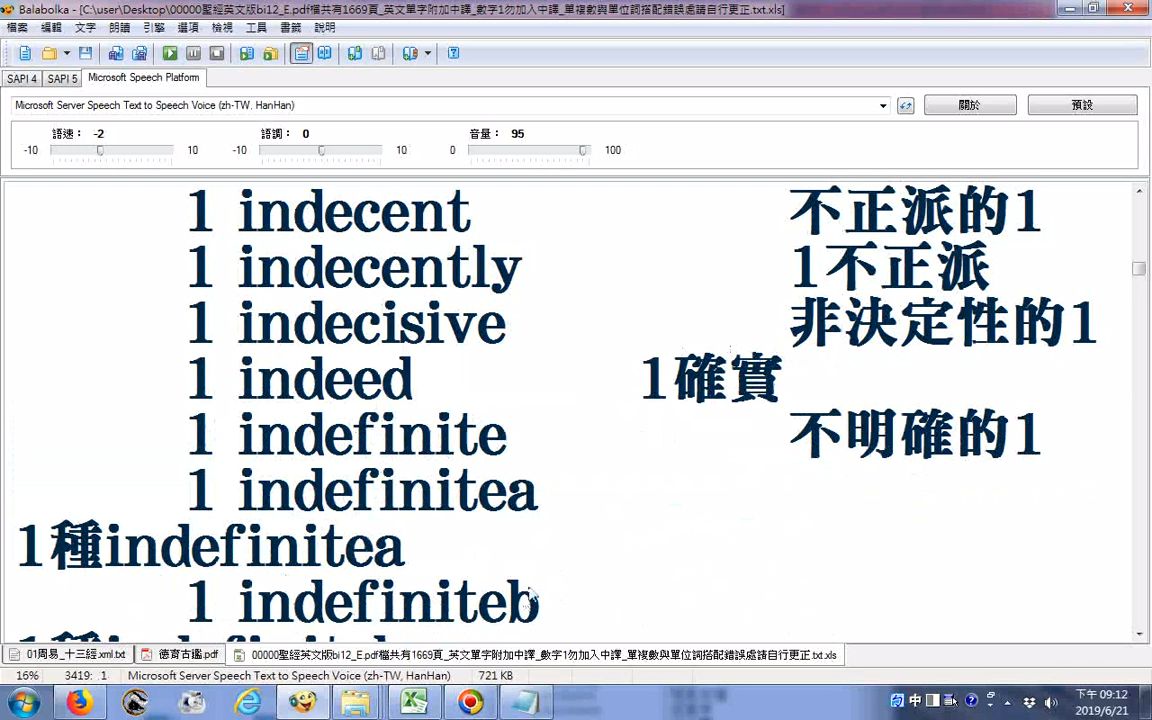 Balabolka - [C:\user\Desktop\00000聖經英文版bi12_E.pdf檔共有1669頁_英文單字附加中譯_數字1勿加入中譯_單複數與單位詞搭配錯誤處請自行更正.txt.xls]
檔案 編輯 文字 朗讀 引擎 選項 檢視 工具 書籤 說明
SAPI 4 SAPI 5 Microsoft Speech Platform
Microsoft Server Speech Text to Speech Voice (zh-TW, HanHan) 關於 預設
語速： -2 語調： 0 音量： 95
-10 10 -10 10 0 100
1 indecent 不正派的1
1 indecently 1不正派
1 indecisive 非決定性的1
1 indeed 1確實
1 indefinite 不明確的1
1 indefinitea
1種indefinitea
1 indefiniteb
01周易_十三經.xml.txt 德育古鑑.pdf 00000聖經英文版bi12_E.pdf檔共有1669頁_英文單字附加中譯_數字1勿加入中譯_單複數與單位詞搭配錯誤處請自行更正.txt.xls
16% 3419: 1 Microsoft Server Speech Text to Speech Voice (zh-TW, HanHan) 721 KB
中 下午 09:12
2019/6/21